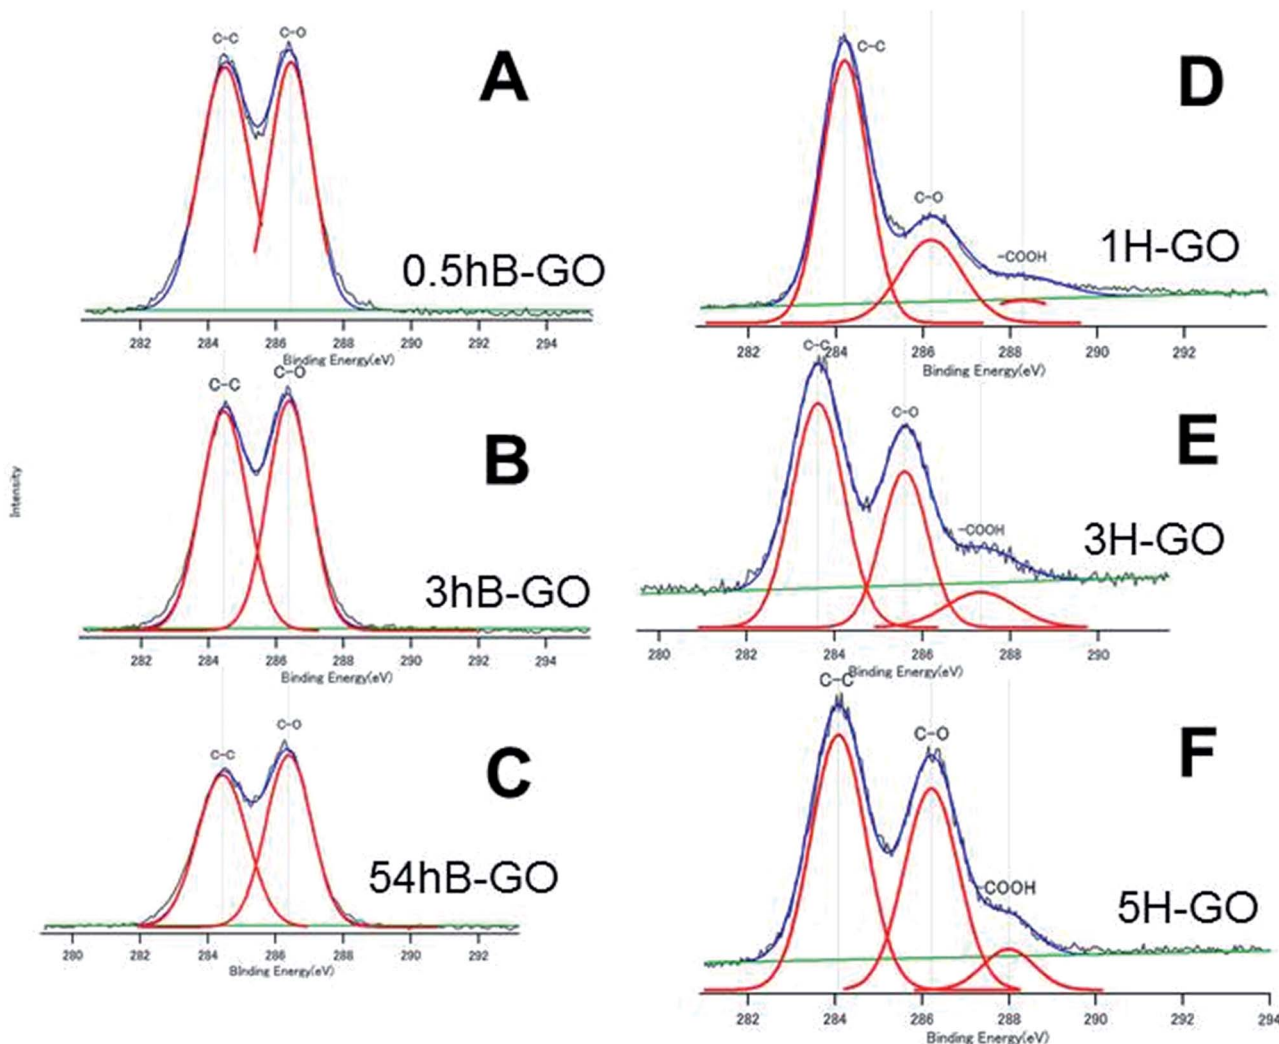 C-C
C-O
A
0.5hB-GO
282 284 286 288 290 292 294
Binding Energy(eV)
C-C
C-O
B
3hB-GO
Intensity
282 284 286 288 290 292 294
Binding Energy(eV)
C-C
C-O
C
54hB-GO
280 282 284 286 288 290 292
Binding Energy(eV)
C-C
D
C-O
-COOH
1H-GO
282 284 286 288 290 292
Binding Energy(eV)
C-C
C-O
E
-COOH
3H-GO
280 282 284 286 288 290
Binding Energy(eV)
C-C
C-O
F
-COOH
5H-GO
282 284 286 288 290 292 294
Binding Energy(eV)